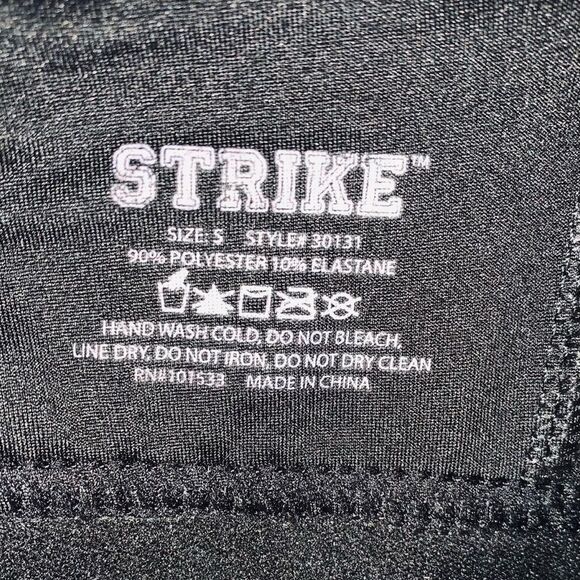 STRIKE™
SIZE: S STYLE# 30131
90% POLYESTER 10% ELASTANE
HAND WASH COLD, DO NOT BLEACH,
LINE DRY, DO NOT IRON, DO NOT DRY CLEAN
RN#101533 MADE IN CHINA